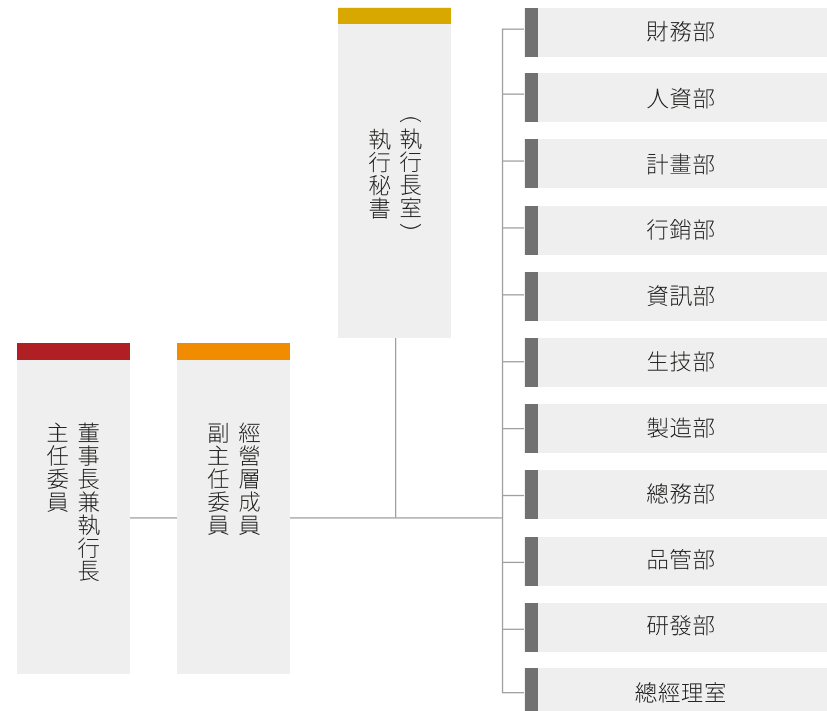 董事長兼執行長
主任委員
經營層成員
副主任委員
（執行長室）
執行秘書
財務部
人資部
計畫部
行銷部
資訊部
生技部
製造部
總務部
品管部
研發部
總經理室